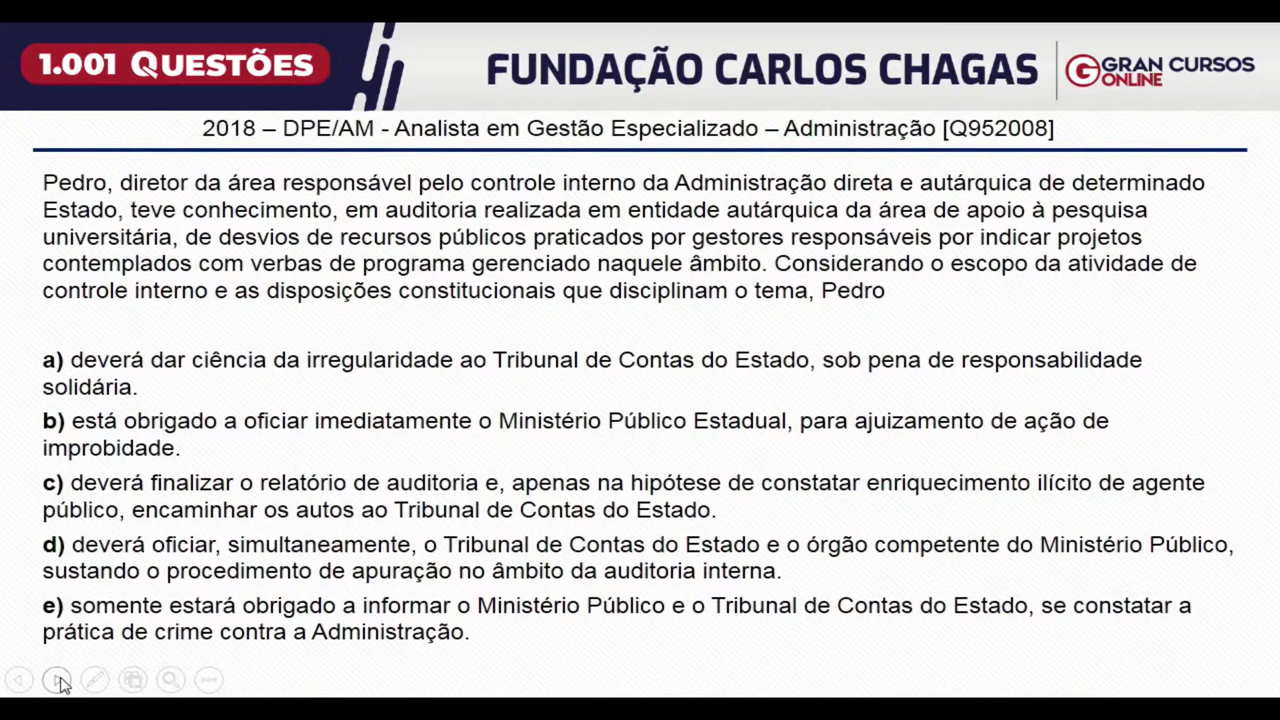 1.001 QUESTÕES
FUNDAÇÃO CARLOS CHAGAS
GRAN CURSOS
ONLINE
2018 – DPE/AM - Analista em Gestão Especializado – Administração [Q952008]
Pedro, diretor da área responsável pelo controle interno da Administração direta e autárquica de determinado
Estado, teve conhecimento, em auditoria realizada em entidade autárquica da área de apoio à pesquisa
universitária, de desvios de recursos públicos praticados por gestores responsáveis por indicar projetos
contemplados com verbas de programa gerenciado naquele âmbito. Considerando o escopo da atividade de
controle interno e as disposições constitucionais que disciplinam o tema, Pedro
a) deverá dar ciência da irregularidade ao Tribunal de Contas do Estado, sob pena de responsabilidade
solidária.
b) está obrigado a oficiar imediatamente o Ministério Público Estadual, para ajuizamento de ação de
improbidade.
c) deverá finalizar o relatório de auditoria e, apenas na hipótese de constatar enriquecimento ilícito de agente
público, encaminhar os autos ao Tribunal de Contas do Estado.
d) deverá oficiar, simultaneamente, o Tribunal de Contas do Estado e o órgão competente do Ministério Público,
sustando o procedimento de apuração no âmbito da auditoria interna.
e) somente estará obrigado a informar o Ministério Público e o Tribunal de Contas do Estado, se constatar a
prática de crime contra a Administração.